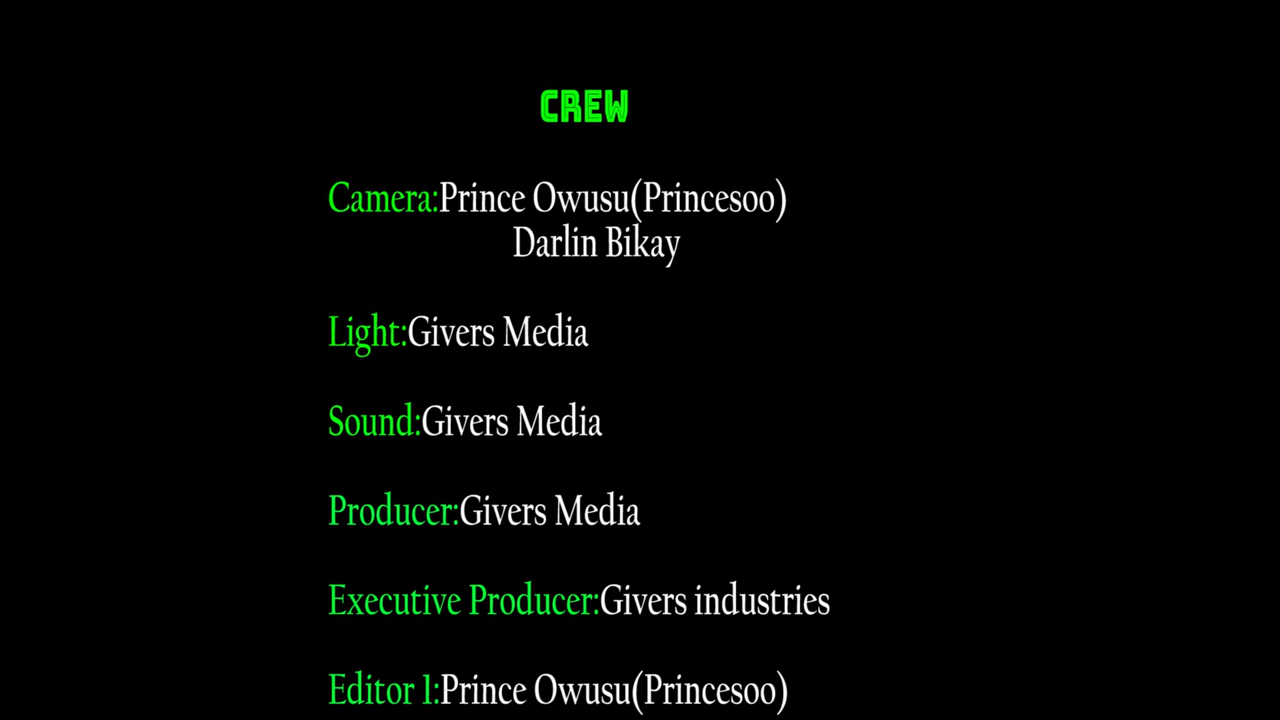 CREW
Camera:Prince Owusu(Princesoo)
Darlin Bikay
Light:Givers Media
Sound:Givers Media
Producer:Givers Media
Executive Producer:Givers industries
Editor 1:Prince Owusu(Princesoo)